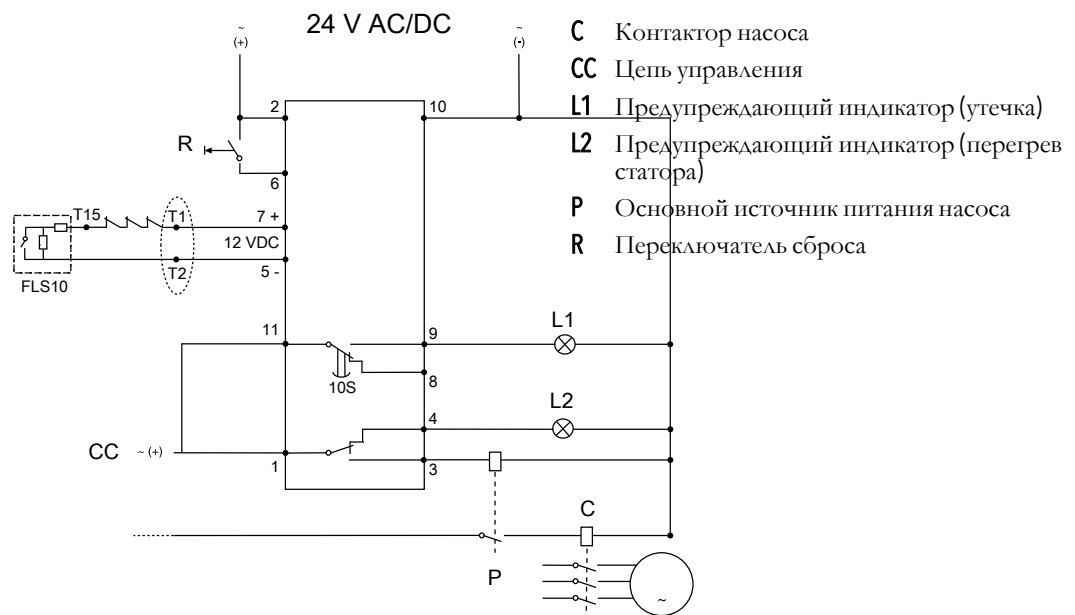 24 V AC/DC
~
(+)
~
(-)
2
10
R
6
T15
T1
7 +
12 VDC
T2
5 -
FLS10
11
9
L1
10S
8
4
L2
CC ~ (+)
1
3
C
P
~
C Контактор насоса
CC Цепь управления
L1 Предупреждающий индикатор (утечка)
L2 Предупреждающий индикатор (перегрев
статора)
P Основной источник питания насоса
R Переключатель сброса